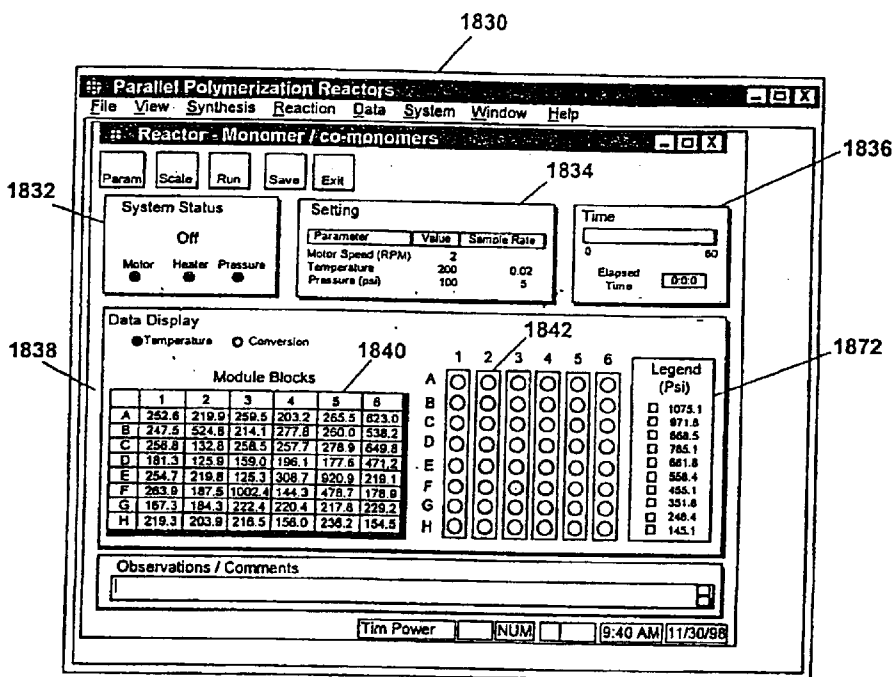 1830
Parallel Polymerization Reactors
File View Synthesis Reaction Data System Window Help
Reactor - Monomer / co-monomers
1836
Param Scale Run Save Exit
1834
1832
System Status
Off
Motor Heater Pressure
Setting
Parameter Value Sample Rate
Motor Speed (RPM) 2
Temperature 200 0.02
Pressure (psi) 100 5
Time
0 60
Elapsed Time 0:0:0
Data Display
Temperature Conversion
1838
1840
1842
1872
Module Blocks
1 2 3 4 5 6
A 252.6 219.9 259.5 203.2 265.5 623.0
B 247.5 524.8 214.1 277.8 260.0 538.2
C 256.8 132.8 258.5 257.7 278.9 649.8
D 181.3 125.9 159.0 196.1 177.6 471.2
E 254.7 219.8 125.3 308.7 920.9 219.1
F 263.9 187.5 1002.4 144.3 478.7 178.9
G 167.3 184.3 222.4 220.4 217.8 229.2
H 219.3 203.9 216.5 156.0 236.2 154.5
1 2 3 4 5 6
A
B
C
D
E
F
G
H
Legend
(Psi)
1075.1
971.8
868.5
765.1
661.8
558.4
455.1
351.8
248.4
145.1
Observations / Comments
Tim Power NUM 9:40 AM 11/30/98